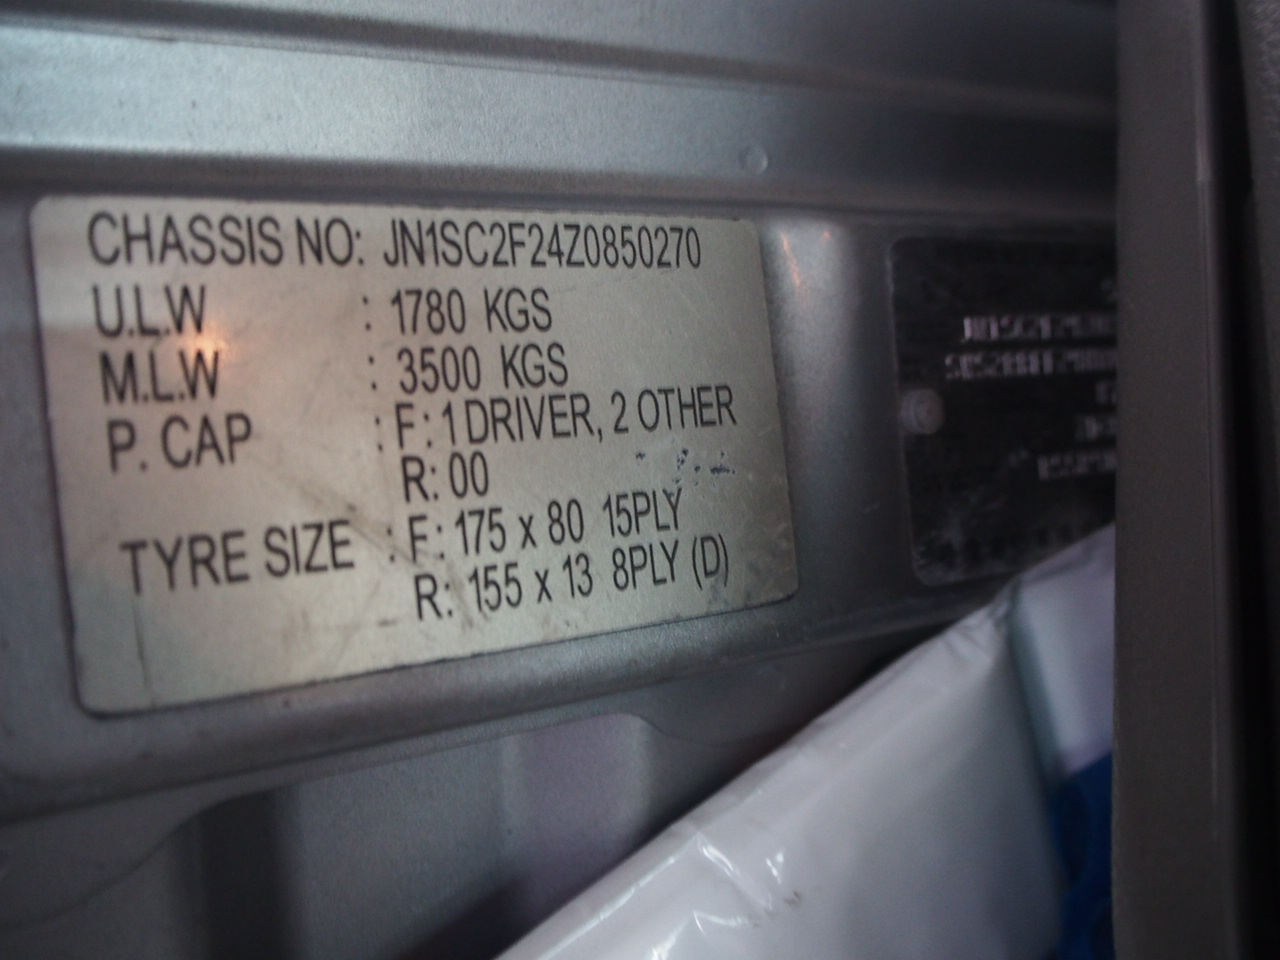 CHASSIS NO: JN1SC2F24Z0850270
U.L.W : 1780 KGS
M.L.W : 3500 KGS
P. CAP : F: 1 DRIVER, 2 OTHER
R: 00
TYRE SIZE : F: 175 x 80 15PLY
R: 155 x 13 8PLY (D)